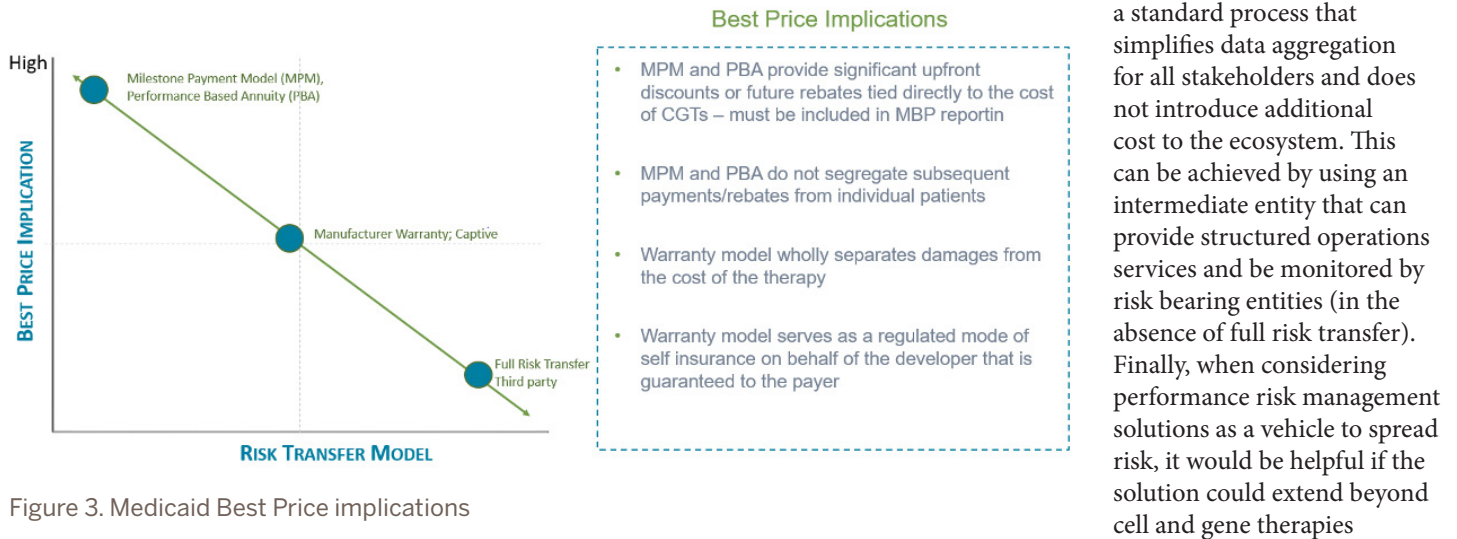 High
Milestone Payment Model (MPM),
Performance Based Annuity (PBA)
Manufacturer Warranty; Captive
Full Risk Transfer
Third party
BEST PRICE IMPLICATION
RISK TRANSFER MODEL
Best Price Implications
• MPM and PBA provide significant upfront
discounts or future rebates tied directly to the cost
of CGTs – must be included in MBP reportin
• MPM and PBA do not segregate subsequent
payments/rebates from individual patients
• Warranty model wholly separates damages from
the cost of the therapy
• Warranty model serves as a regulated mode of
self insurance on behalf of the developer that is
guaranteed to the payer
Figure 3. Medicaid Best Price implications
a standard process that
simplifies data aggregation
for all stakeholders and does
not introduce additional
cost to the ecosystem. This
can be achieved by using an
intermediate entity that can
provide structured operations
services and be monitored by
risk bearing entities (in the
absence of full risk transfer).
Finally, when considering
performance risk management
solutions as a vehicle to spread
risk, it would be helpful if the
solution could extend beyond
cell and gene therapies